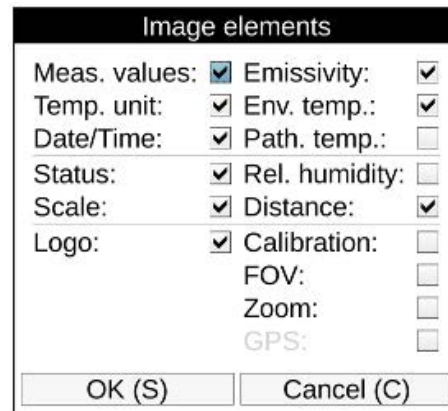 Image elements
Meas. values: Emissivity:
Temp. unit: Env. temp.:
Date/Time: Path. temp.:
Status: Rel. humidity:
Scale: Distance:
Logo: Calibration:
FOV:
Zoom:
GPS:
OK (S) Cancel (C)